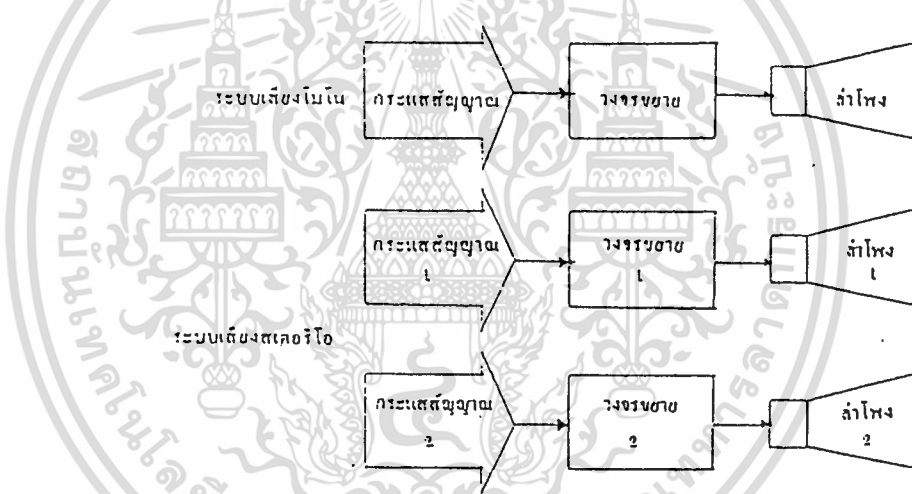 ระบบเสียงโมโน กระแสสัญญาณ วงจรขยาย ลำโพง
กระแสสัญญาณ วงจรขยาย ลำโพง
1 1 1
ระบบเสียงสเตอริโอ
กระแสสัญญาณ วงจรขยาย ลำโพง
2 2 2